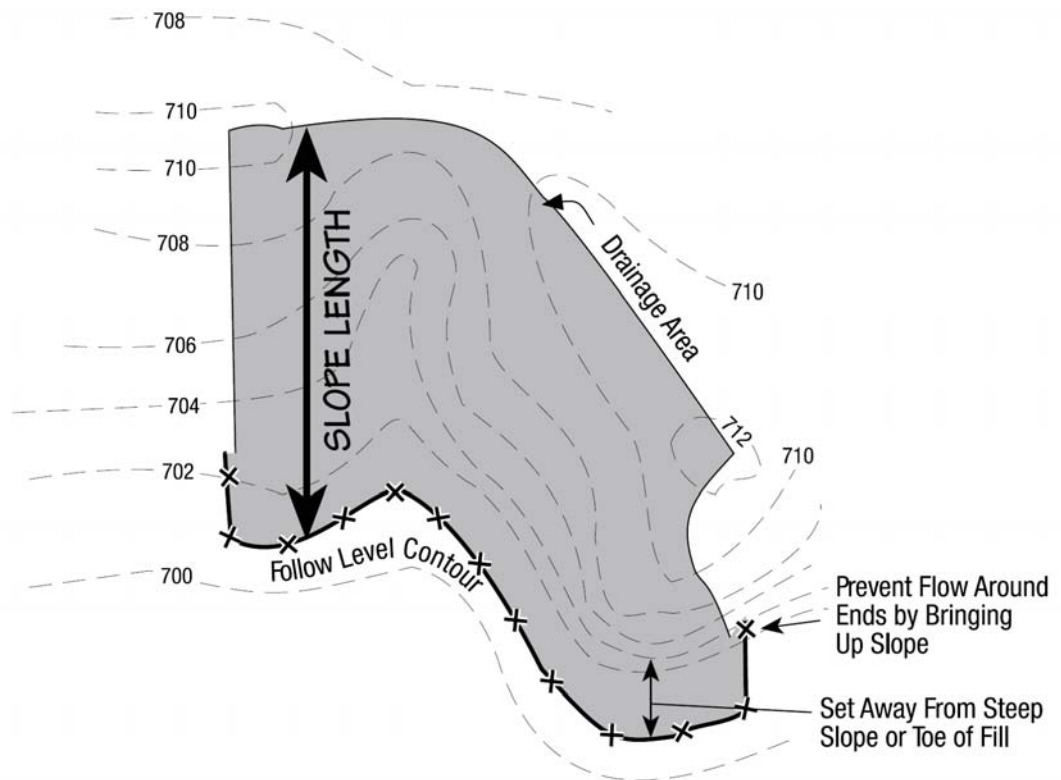 708
710
710
708
SLOPE LENGTH
Drainage Area
710
706
704
712
702
710
Follow Level Contour
700
Prevent Flow Around
Ends by Bringing
Up Slope
Set Away From Steep
Slope or Toe of Fill